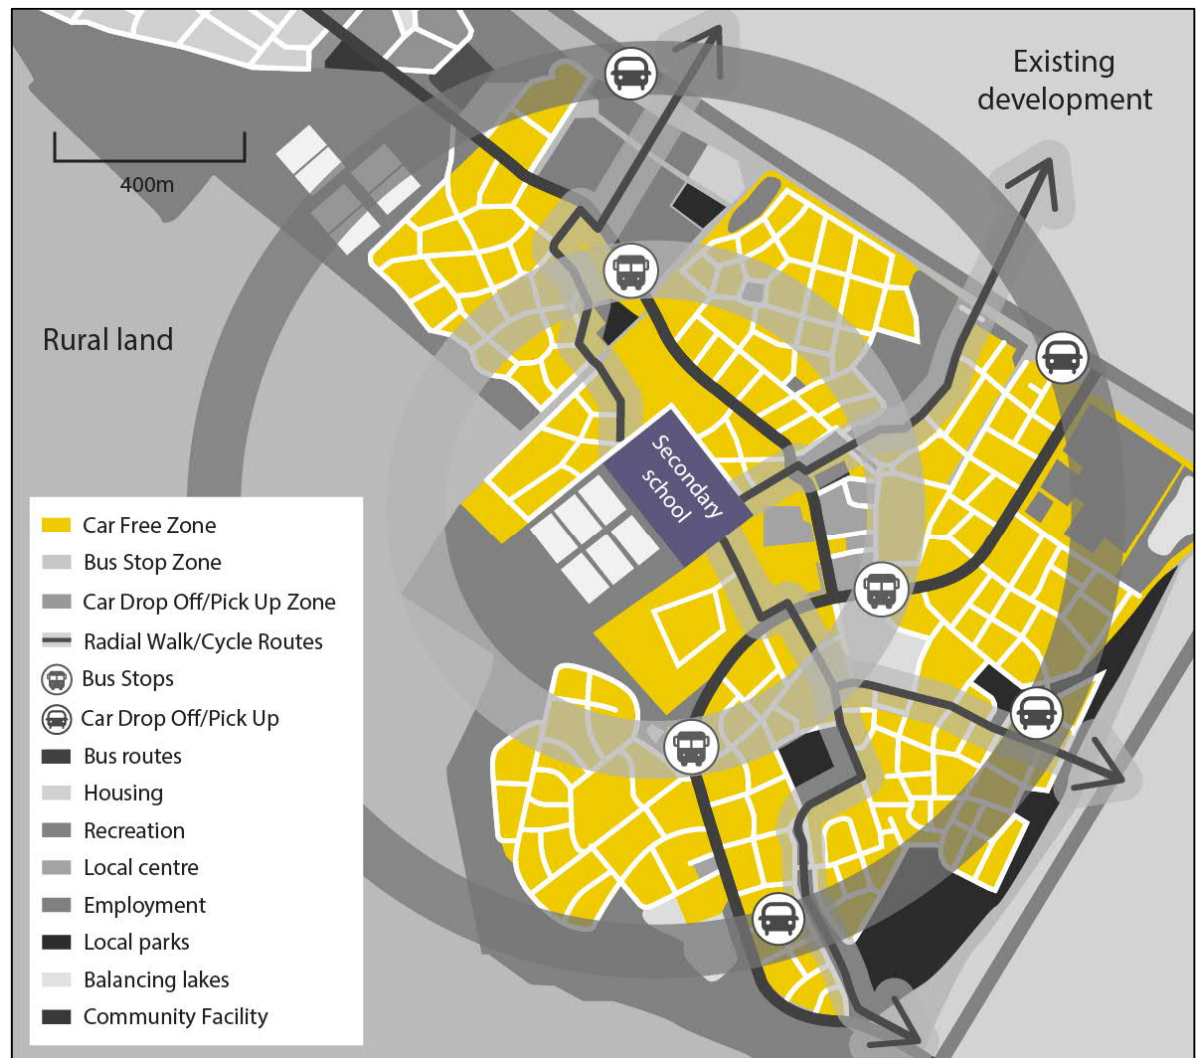 Existing
development
400m
Rural land
Secondary
school
Car Free Zone
Bus Stop Zone
Car Drop Off/Pick Up Zone
Radial Walk/Cycle Routes
Bus Stops
Car Drop Off/Pick Up
Bus routes
Housing
Recreation
Local centre
Employment
Local parks
Balancing lakes
Community Facility